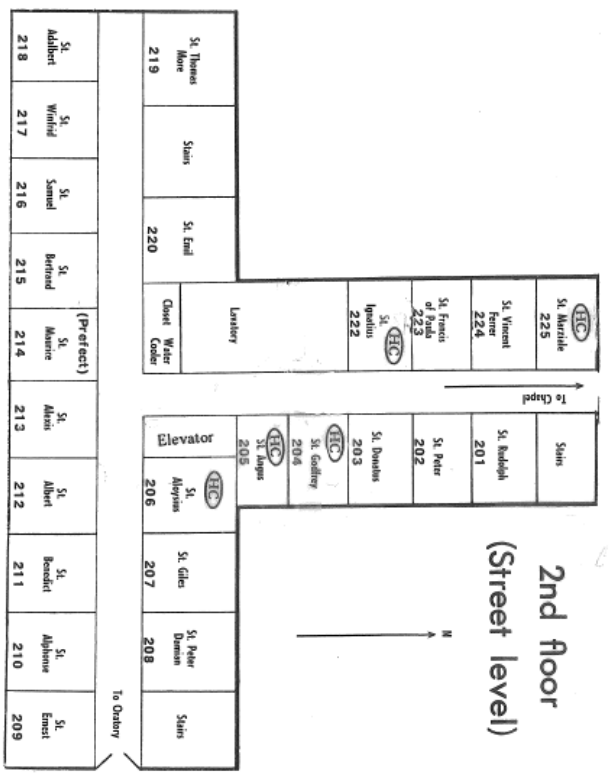 2nd floor
(Street level)
N
St.
Adalbert
218
St.
Winfrid
217
St.
Samuel
216
St.
Bertrand
215
(Prefect)
St.
Maurice
214
St.
Alexis
213
St.
Albert
212
St.
Benedict
211
St.
Alphonse
210
St.
Ernest
209
To Oratory
St. Thomas
More
219
Stairs
St. Emil
220
Closet
Water
Cooler
Lavatory
HC
St.
Ignatius
222
St. Francis
of Paula
223
St. Vincent
Ferrer
224
HC
St. Marziale
225
To Chapel
Elevator
HC
St. Angus
205
HC
St. Godfrey
204
St. Donatus
203
St. Peter
202
St. Rudolph
201
Stairs
HC
St.
Aloysius
206
St. Giles
207
St. Peter
Damian
208
Stairs